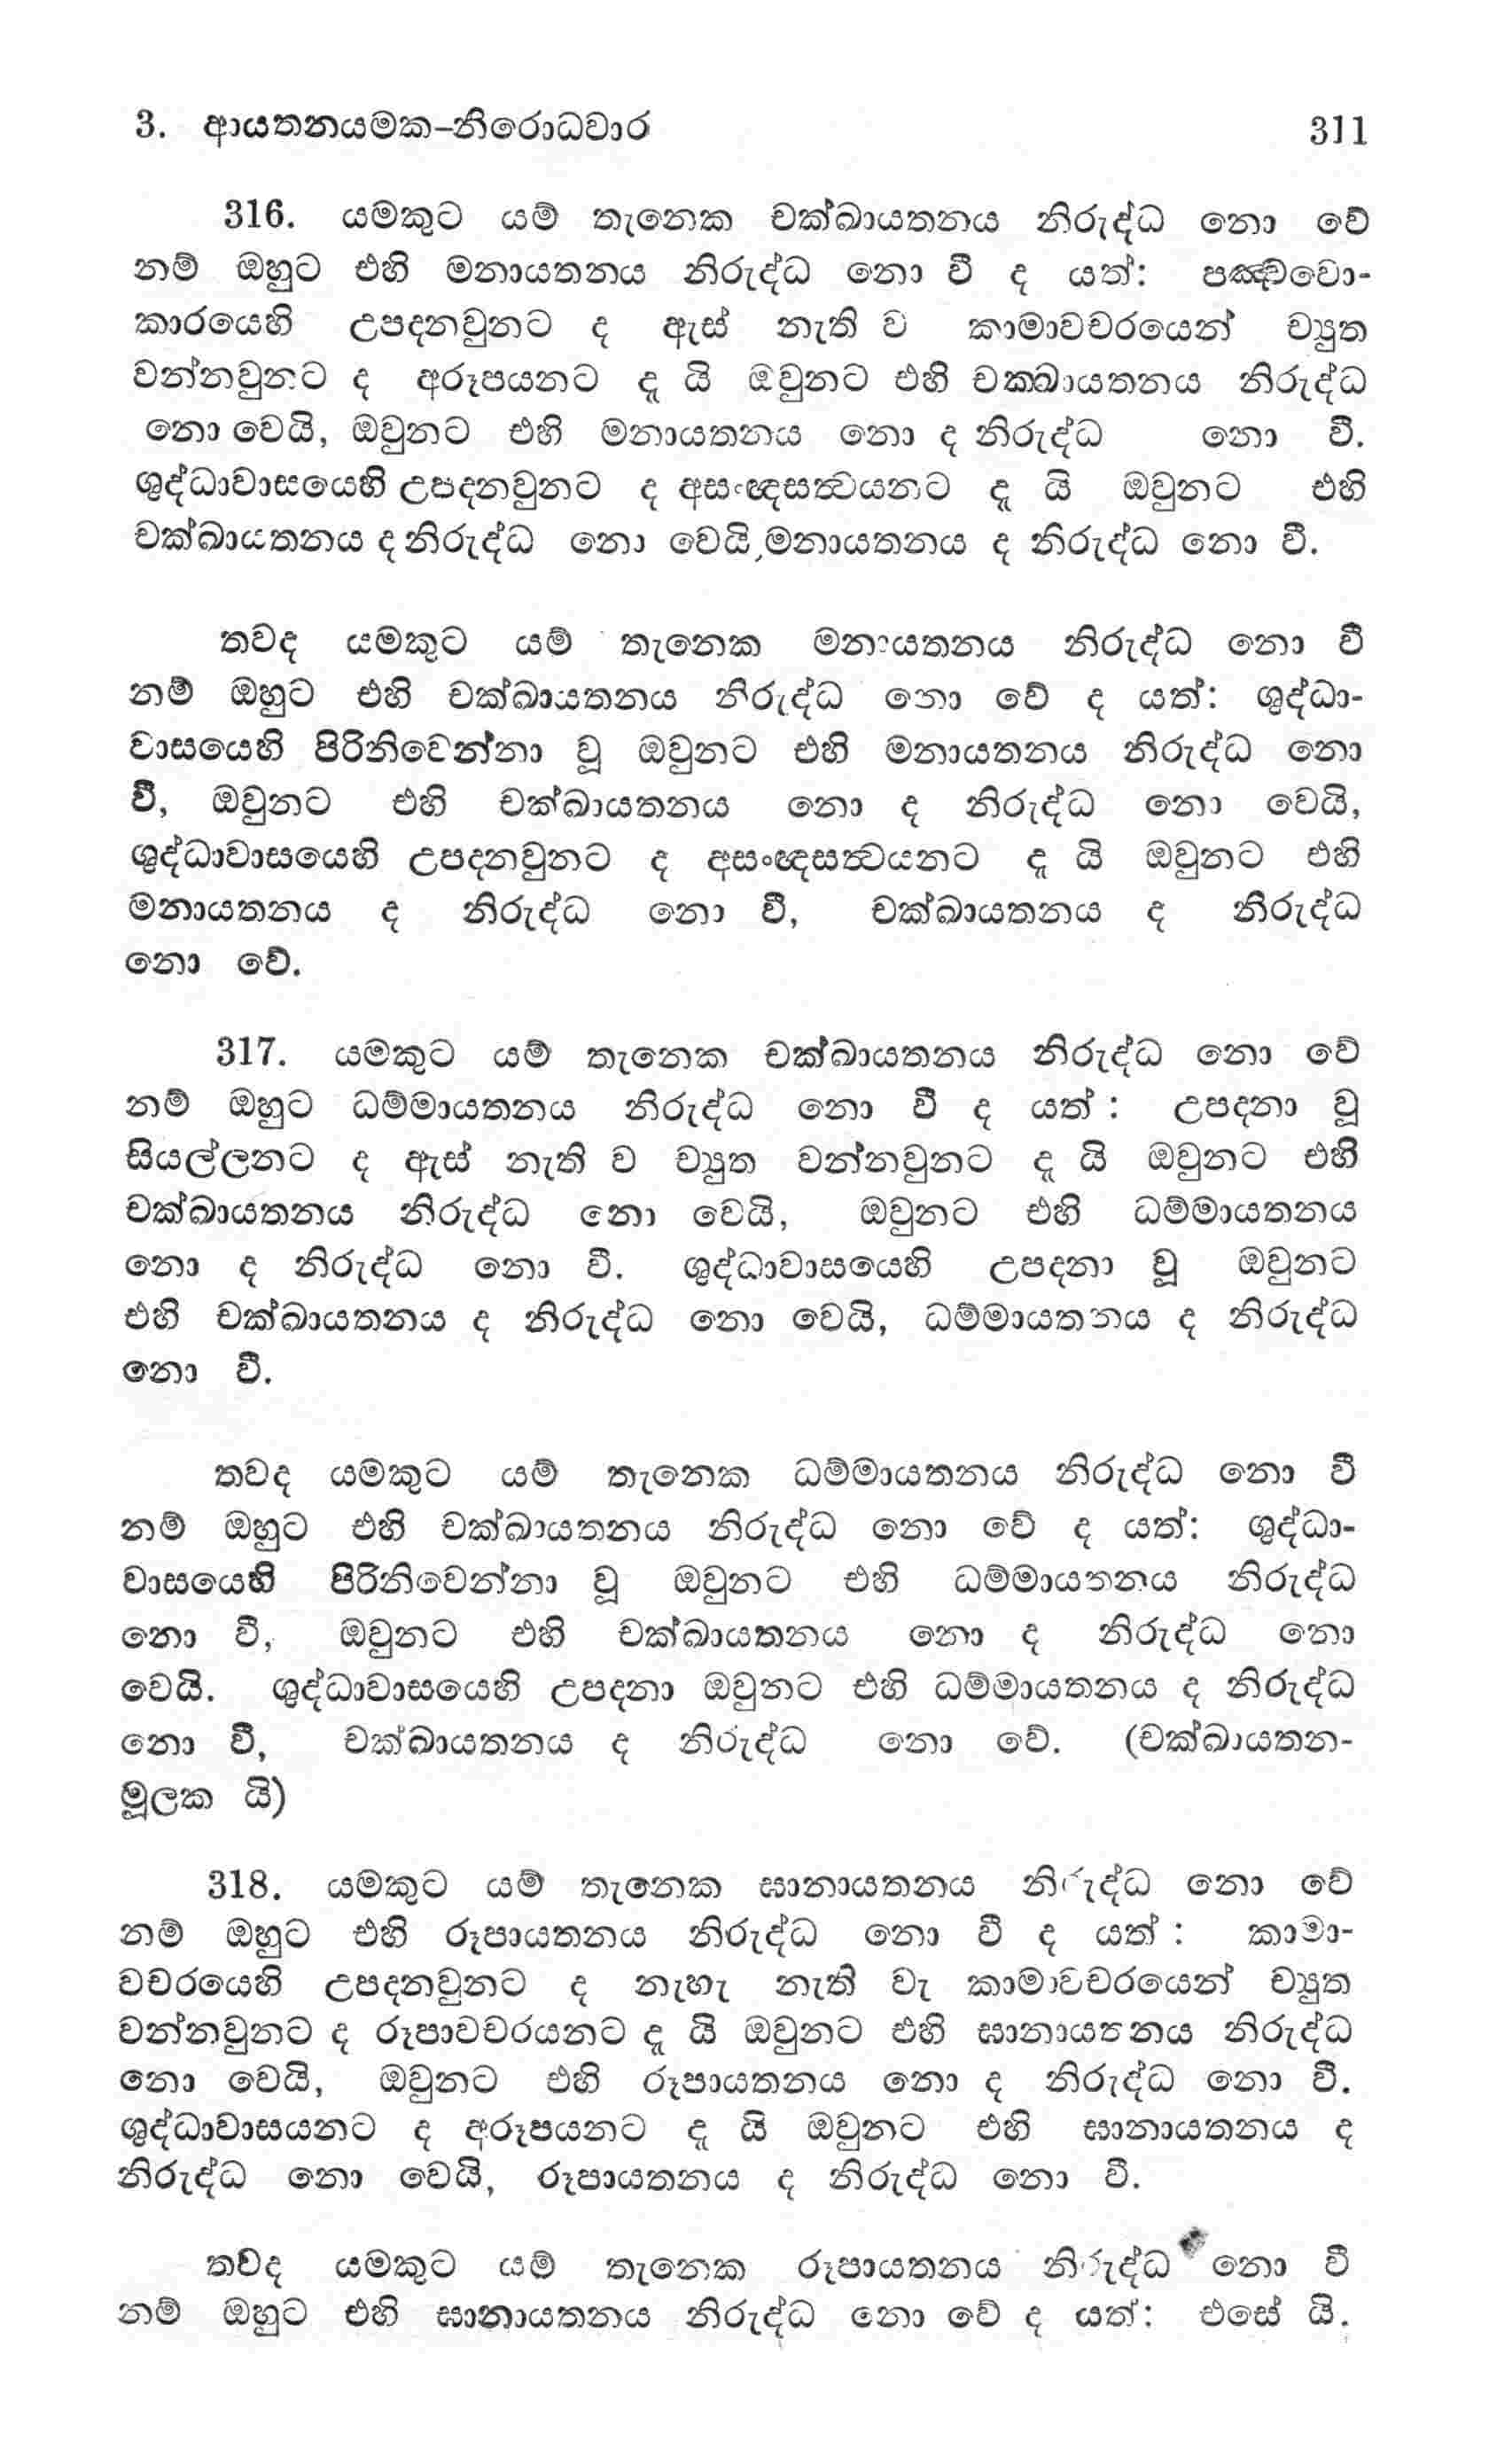 3. ආයතනයමක–නිරොධවාර 311
316. යමකුට යම් තැනෙක චක්ඛායතනය නිරුද්ධ නො වේ
නම් ඔහුට එහි මනායතනය නිරුද්ධ නො වී ද යත්: පඤ්චවො-
කාරයෙහි උපදනවුනට ද ඇස් නැති ව කාමාවචරයෙන් ච්‍යුත
වන්නවුනට ද අරූපයනට දු යි ඔවුනට එහි චක්ඛායතනය නිරුද්ධ
නො වෙයි, ඔවුනට එහි මනායතනය නො ද නිරුද්ධ නො වී.
ශුද්ධාවාසයෙහි උපදනවුනට ද අසංඥසත්‍වයනට දු යි ඔවුනට එහි
චක්ඛායතනය ද නිරුද්ධ නො වෙයි,මනායතනය ද නිරුද්ධ නො වී.
තවද යමකුට යම් තැනෙක මනායතනය නිරුද්ධ නො වී
නම් ඔහුට එහි චක්ඛායතනය නිරුද්ධ නො වේ ද යත්: ශුද්ධා-
වාසයෙහි පිරිනිවෙන්නා වූ ඔවුනට එහි මනායතනය නිරුද්ධ නො
වී, ඔවුනට එහි චක්ඛායතනය නො ද නිරුද්ධ නො වෙයි,
ශුද්ධාවාසයෙහි උපදනවුනට ද අසංඥසත්‍වයනට දු යි ඔවුනට එහි
මනායතනය ද නිරුද්ධ නො වී, චක්ඛායතනය ද නිරුද්ධ
නො වේ.
317. යමකුට යම් තැනෙක චක්ඛායතනය නිරුද්ධ නො වේ
නම් ඔහුට ධම්මායතනය නිරුද්ධ නො වී ද යත් : උපදනා වූ
සියල්ලනට ද ඇස් නැති ව ච්‍යුත වන්නවුනට දු යි ඔවුනට එහි
චක්ඛායතනය නිරුද්ධ නො වෙයි, ඔවුනට එහි ධම්මායතනය
නො ද නිරුද්ධ නො වී. ශුද්ධාවාසයෙහි උපදනා වූ ඔවුනට
එහි චක්ඛායතනය ද නිරුද්ධ නො වෙයි, ධම්මායතනය ද නිරුද්ධ
නො වී.
තවද යමකුට යම් තැනෙක ධම්මායතනය නිරුද්ධ නො වී
නම් ඔහුට එහි චක්ඛායතනය නිරුද්ධ නො වේ ද යත්: ශුද්ධා-
වාසයෙහි පිරිනිවෙන්නා වූ ඔවුනට එහි ධම්මායතනය නිරුද්ධ
නො වී, ඔවුනට එහි චක්ඛායතනය නො ද නිරුද්ධ නො
වෙයි. ශුද්ධාවාසයෙහි උපදනා ඔවුනට එහි ධම්මායතනය ද නිරුද්ධ
නො වී, චක්ඛායතනය ද නිරුද්ධ නො වේ. (චක්ඛායතන-
මූලක යි)
318. යමකුට යම් තැනෙක ඝානායතනය නිරුද්ධ නො වේ
නම් ඔහුට එහි රූපායතනය නිරුද්ධ නො වී ද යත් : කාමා-
වචරයෙහි උපදනවුනට ද නැහැ නැති වැ කාමාවචරයෙන් ච්‍යුත
වන්නවුනට ද රූපාවචරයනට දු යි ඔවුනට එහි ඝානායතනය නිරුද්ධ
නො වෙයි, ඔවුනට එහි රූපායතනය නො ද නිරුද්ධ නො වී.
ශුද්ධාවාසයනට ද අරූපයනට දු යි ඔවුනට එහි ඝානායතනය ද
නිරුද්ධ නො වෙයි, රූපායතනය ද නිරුද්ධ නො වී.
තවද යමකුට යම් තැනෙක රූපායතනය නිරුද්ධ නො වී
නම් ඔහුට එහි ඝානායතනය නිරුද්ධ නො වේ ද යත්: එසේ යි.